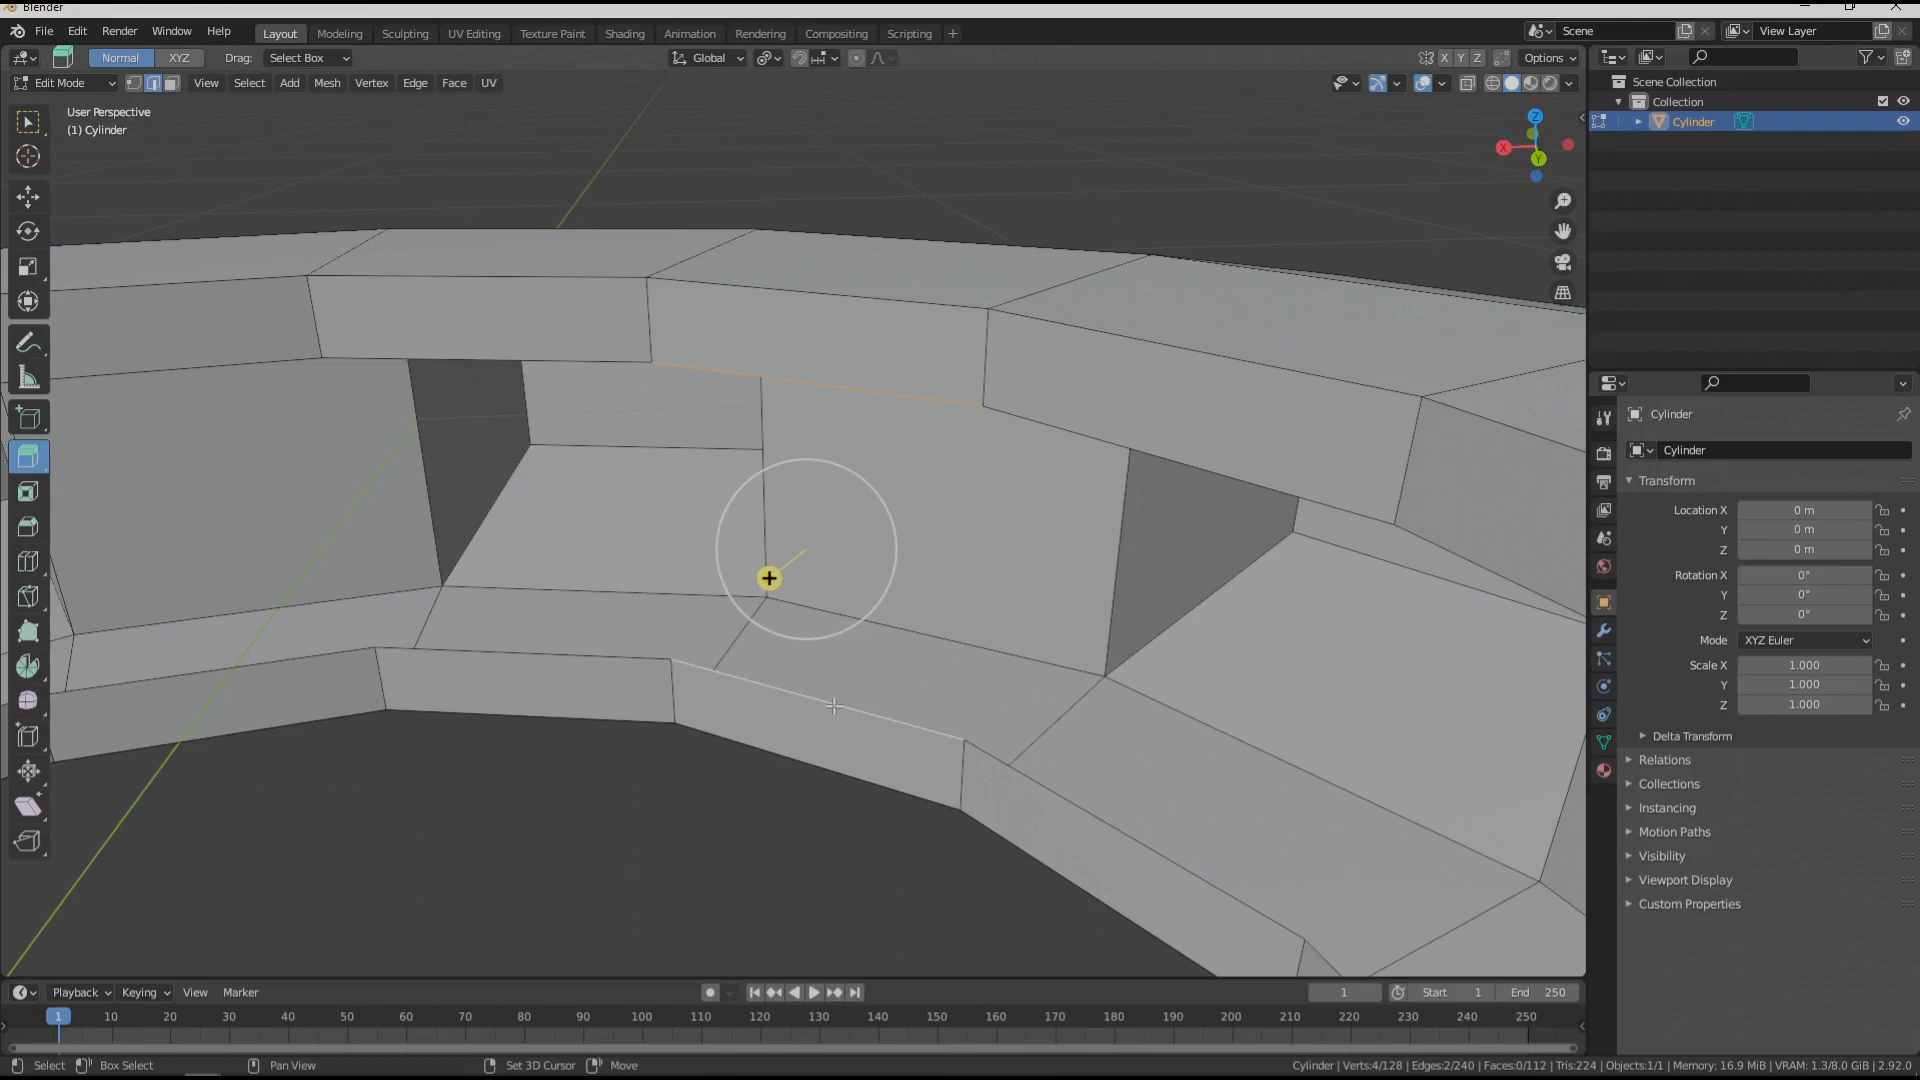 Blender
File Edit Render Window Help
Layout Modeling Sculpting UV Editing Texture Paint Shading Animation Rendering Compositing Scripting +
Scene
View Layer
Normal XYZ Drag: Select Box
Global
X Y Z Options
Edit Mode View Select Add Mesh Vertex Edge Face UV
User Perspective
(1) Cylinder
Z
X
Y
Scene Collection
Collection
Cylinder
Cylinder
Cylinder
Transform
Location X 0 m
Y 0 m
Z 0 m
Rotation X 0°
Y 0°
Z 0°
Mode XYZ Euler
Scale X 1.000
Y 1.000
Z 1.000
Delta Transform
Relations
Collections
Instancing
Motion Paths
Visibility
Viewport Display
Custom Properties
Playback Keying View Marker
1 Start 1 End 250
1 10 20 30 40 50 60 70 80 90 100 110 120 130 140 150 160 170 180 190 200 210 220 230 240 250
Select Box Select Pan View Set 3D Cursor Move
Cylinder | Verts:4/128 | Edges:2/240 | Faces:0/112 | Tris:224 | Objects:1/1 | Memory: 16.9 MiB | VRAM: 1.3/8.0 GiB | 2.92.0